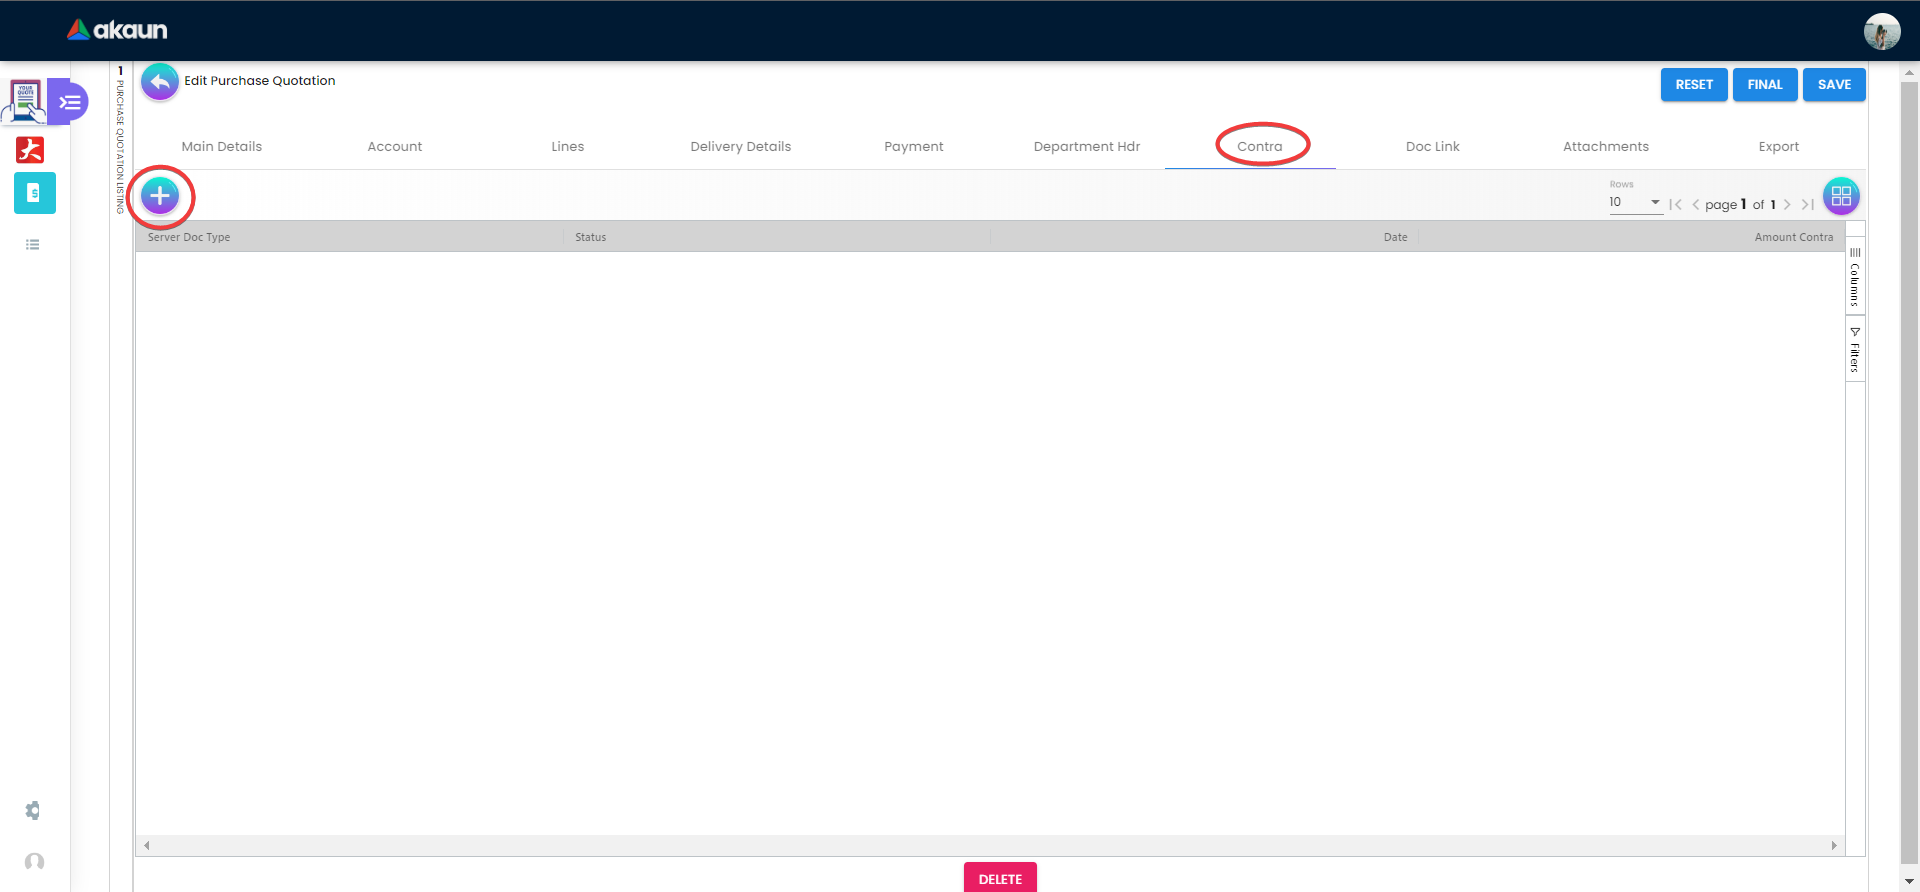 akaun
YOUR
QUOTE
1
PURCHASE QUOTATION LISTING
Edit Purchase Quotation
RESET
FINAL
SAVE
Main Details
Account
Lines
Delivery Details
Payment
Department Hdr
Contra
Doc Link
Attachments
Export
Rows
10
page 1 of 1
Server Doc Type
Status
Date
Amount Contra
Columns
Filters
DELETE